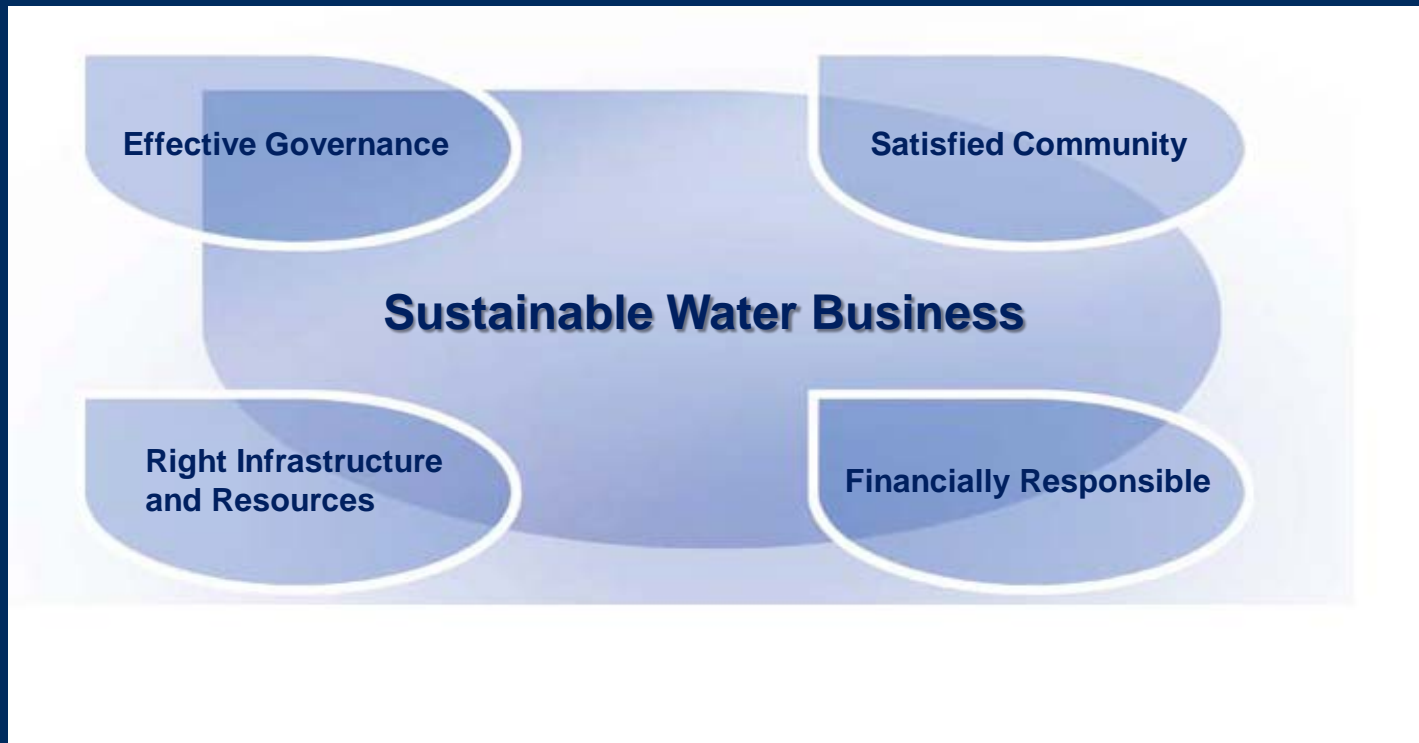 Effective Governance
Satisfied Community
Sustainable Water Business
Right Infrastructure
and Resources
Financially Responsible